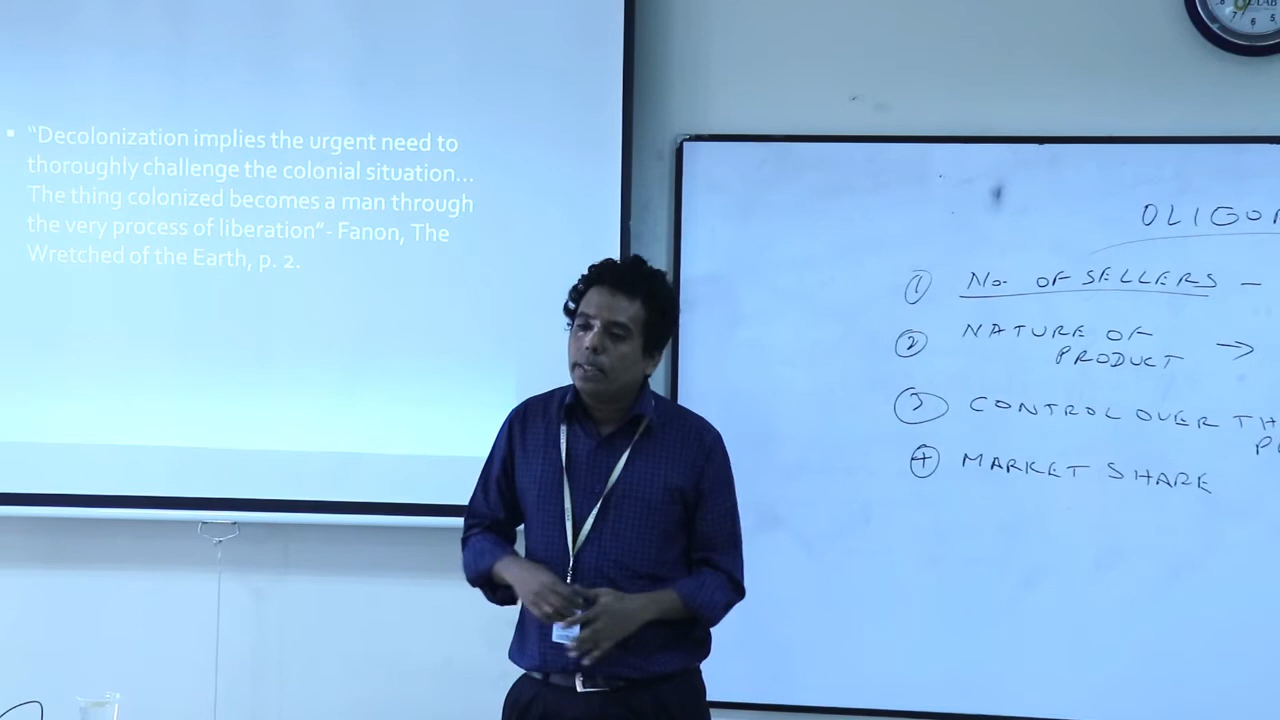 ▪ “Decolonization implies the urgent need to
thoroughly challenge the colonial situation...
The thing colonized becomes a man through
the very process of liberation”- Fanon, The
Wretched of the Earth, p. 2.
OLIGO
① No. OF SELLERS –
② NATURE OF
PRODUCT →
③ CONTROL OVER TH
④ MARKET SHARE
6 5